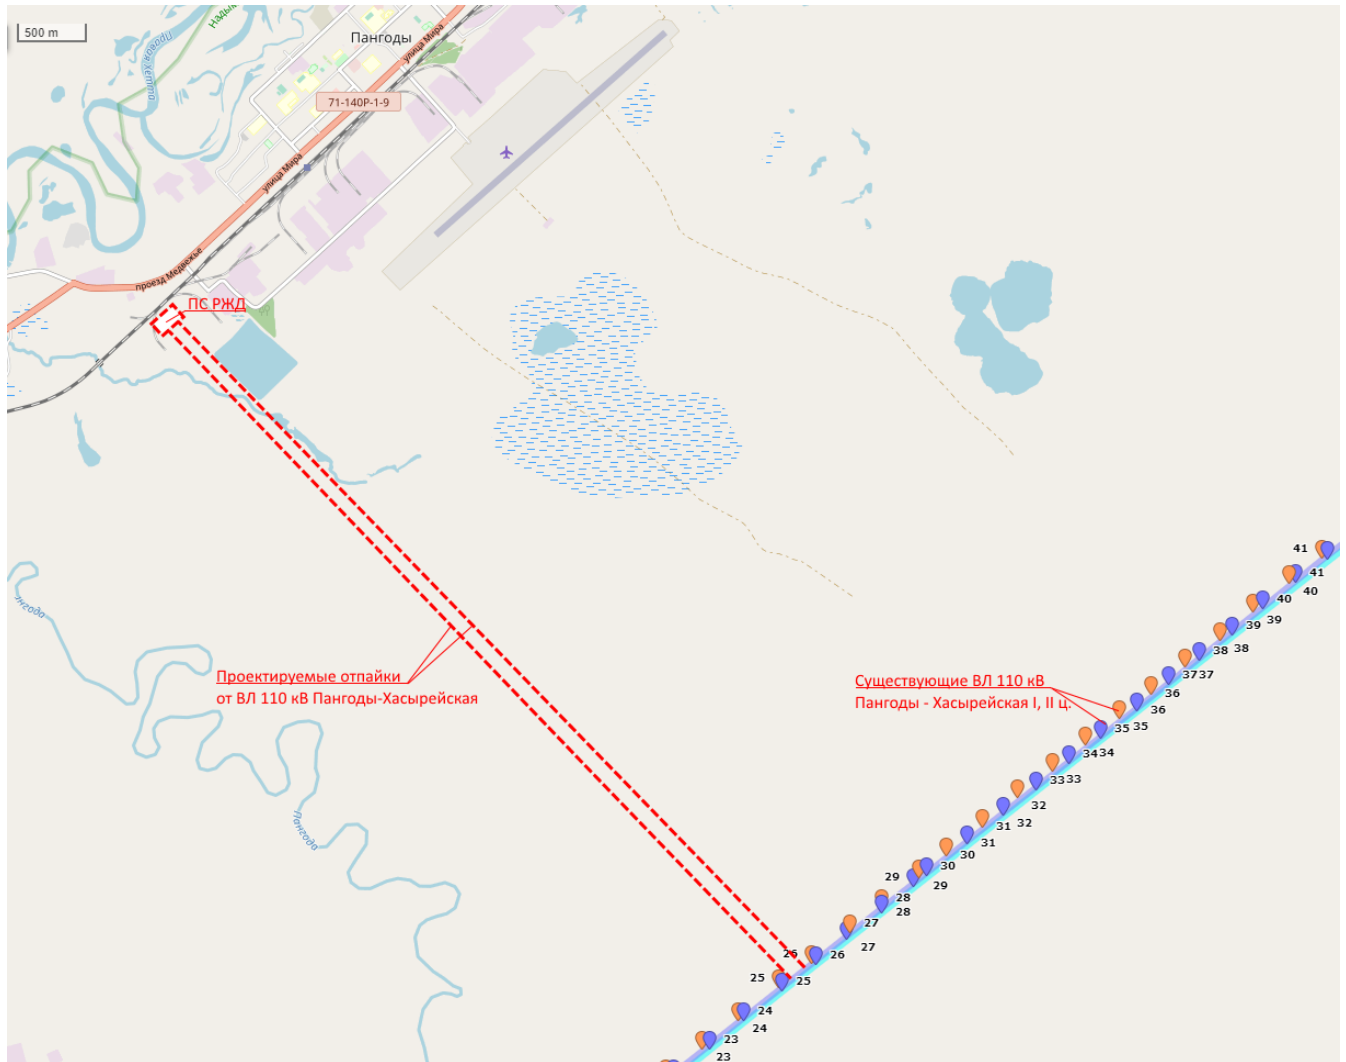 500 m
Надым
Правая Хетта
Пангоды
улица Мира
71-140Р-1-9
улица Мира
проезд Медвежье
ПС РЖД
Пангода
Проектируемые отпайки
от ВЛ 110 кВ Пангоды-Хасырейская
Существующие ВЛ 110 кВ
Пангоды - Хасырейская I, II ц.
41
41
40
40
39
39
38
38
37
37
36
36
35
35
34
34
33
33
32
32
31
31
30
30
29
29
28
28
27
27
26
26
25
25
24
24
23
23